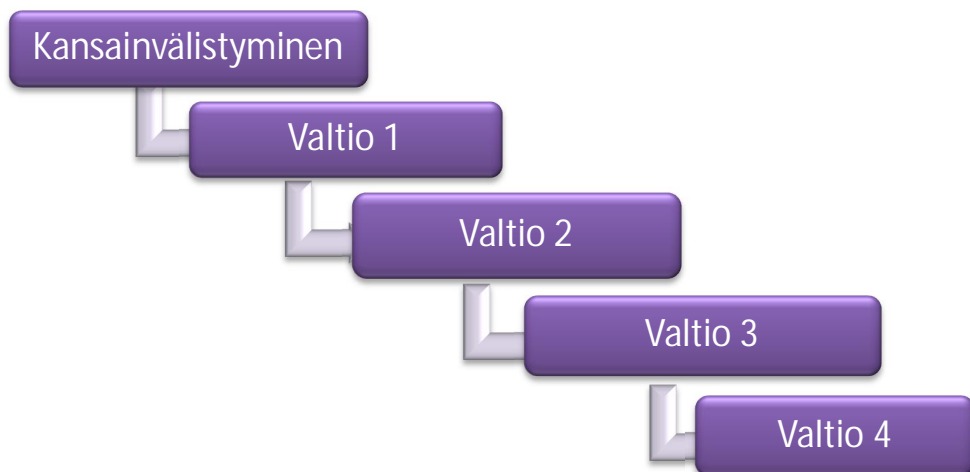 Kansainvälistyminen
Valtio 1
Valtio 2
Valtio 3
Valtio 4